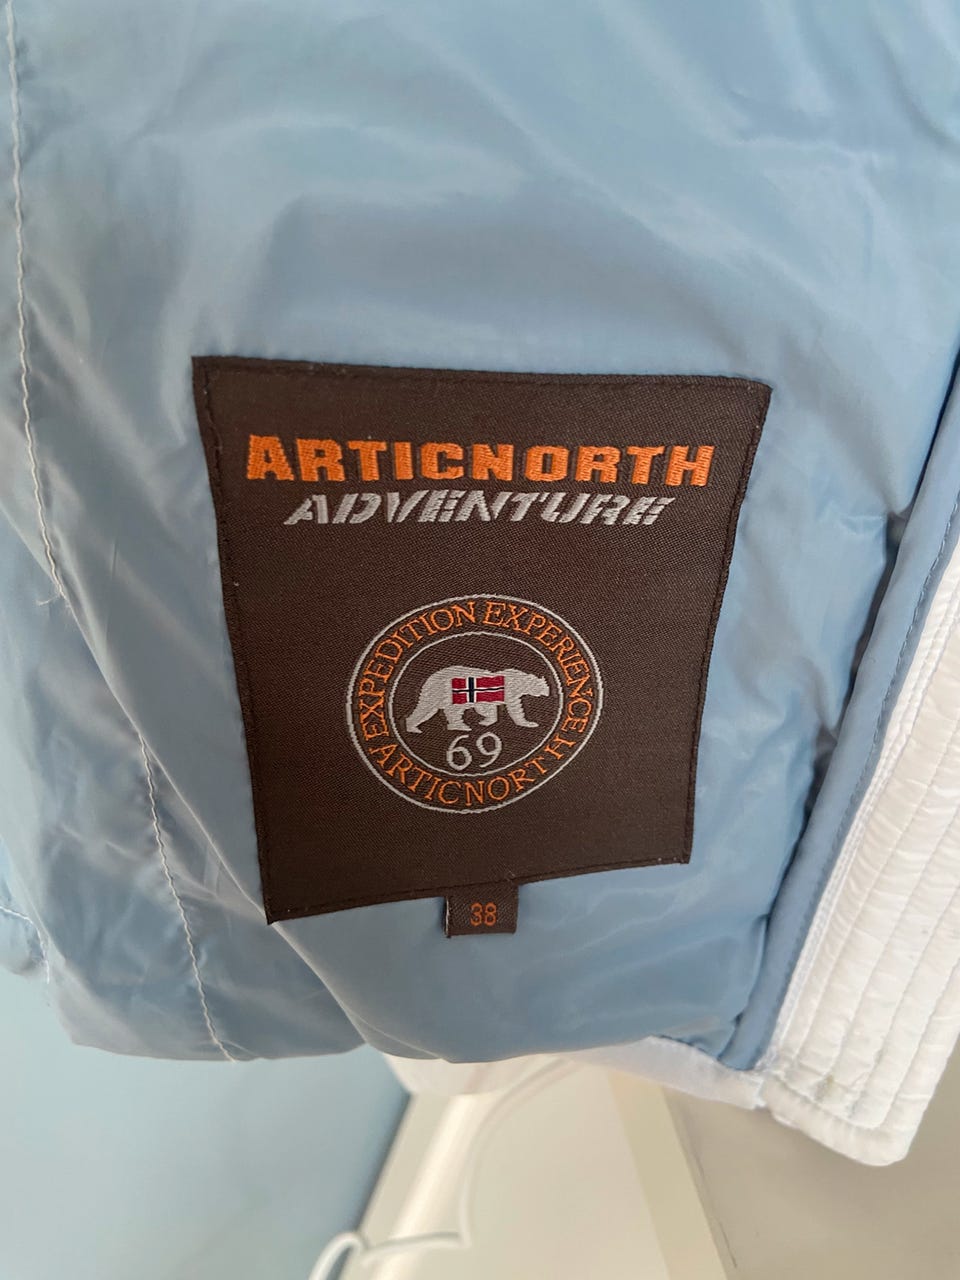 ARTICNORTH
ADVENTURE
EXPEDITION EXPERIENCE
69
ARTICNORTH
38